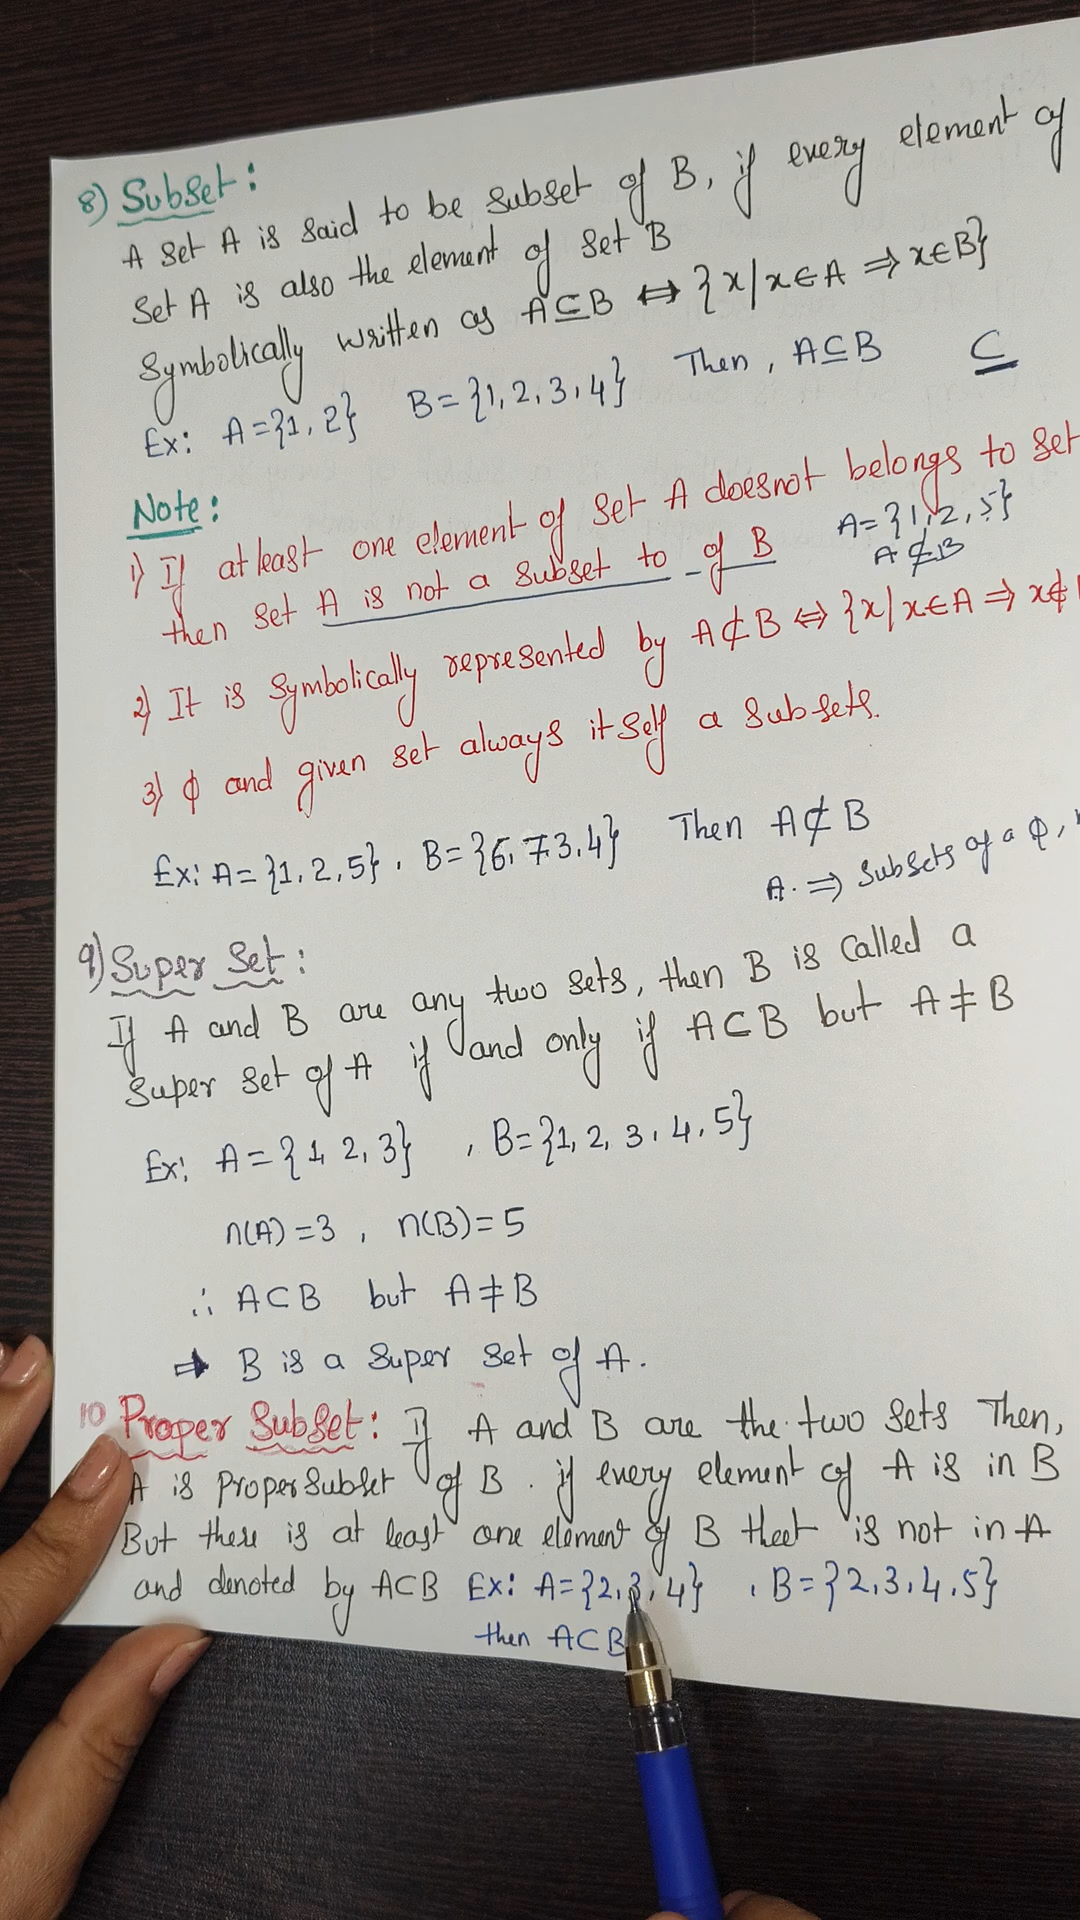 8) Subset:
A Set A is said to be subset of B, if every element of
Set A is also the element of set B
Symbolically written as A⊆B ⇔ {x/x∈A ⇒ x∈B}
Ex: A={1,2} B={1,2,3,4} Then, A⊆B ⊆
Note:
1) If at least one element of set A doesnot belongs to set
then set A is not a subset to of B A={1,2,5}
A⊄B
2) It is symbolically represented by A⊄B ⇔ {x/x∈A ⇒ x∉
3) ϕ and given set always itself a subsets.
Ex: A={1,2,5}, B={6,73,4} Then A⊄B
A. ⇒ Subsets of a ϕ,
9) Super Set:
If A and B are any two sets, then B is called a
super set of A if and only if A⊂B but A≠B
Ex: A={1,2,3} , B={1,2,3,4,5}
n(A)=3 , n(B)=5
∴ A⊂B but A≠B
⇒ B is a super set of A.
10 Proper Subset: If A and B are the two sets Then,
A is proper subset of B. if every element of A is in B
But there is at least one element of B that is not in A
and denoted by A⊂B Ex: A={2,3,4} , B={2,3,4,5}
then A⊂B